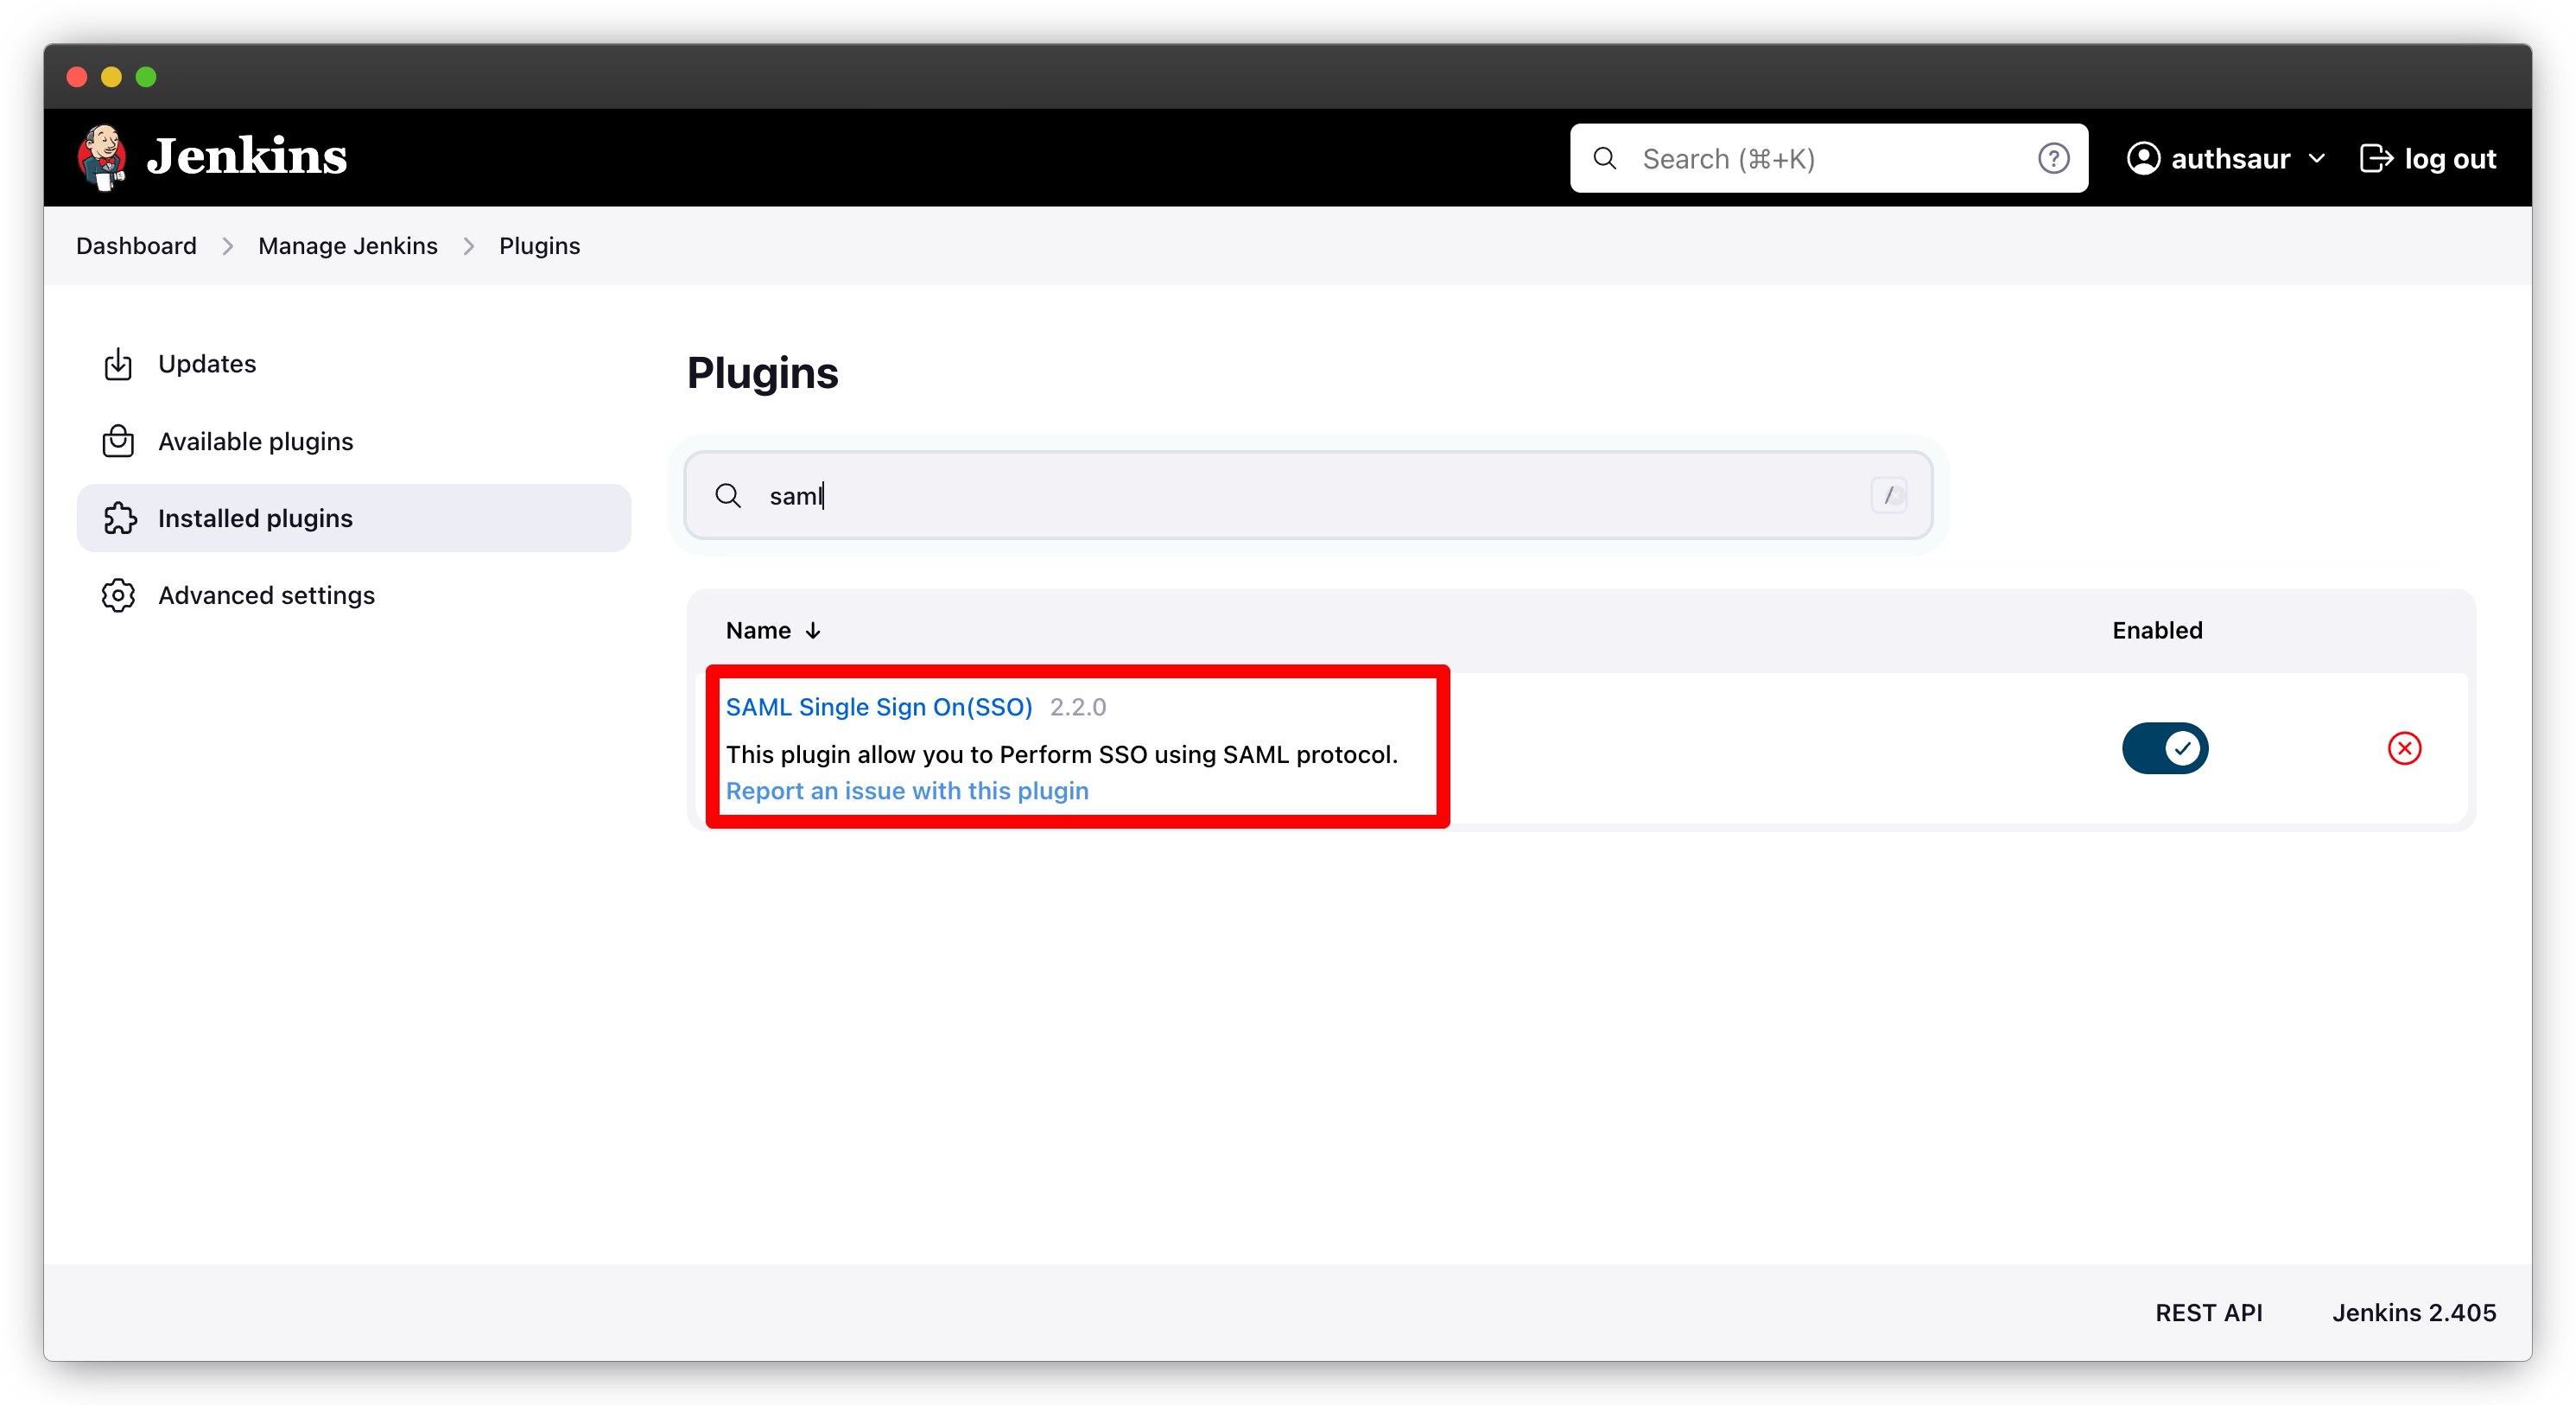 Jenkins
Search (⌘+K)
authsaur
log out
Dashboard
Manage Jenkins
Plugins
Updates
Available plugins
Installed plugins
Advanced settings
Plugins
saml
/
Name ↓
Enabled
SAML Single Sign On(SSO) 2.2.0
This plugin allow you to Perform SSO using SAML protocol.
Report an issue with this plugin
REST API
Jenkins 2.405